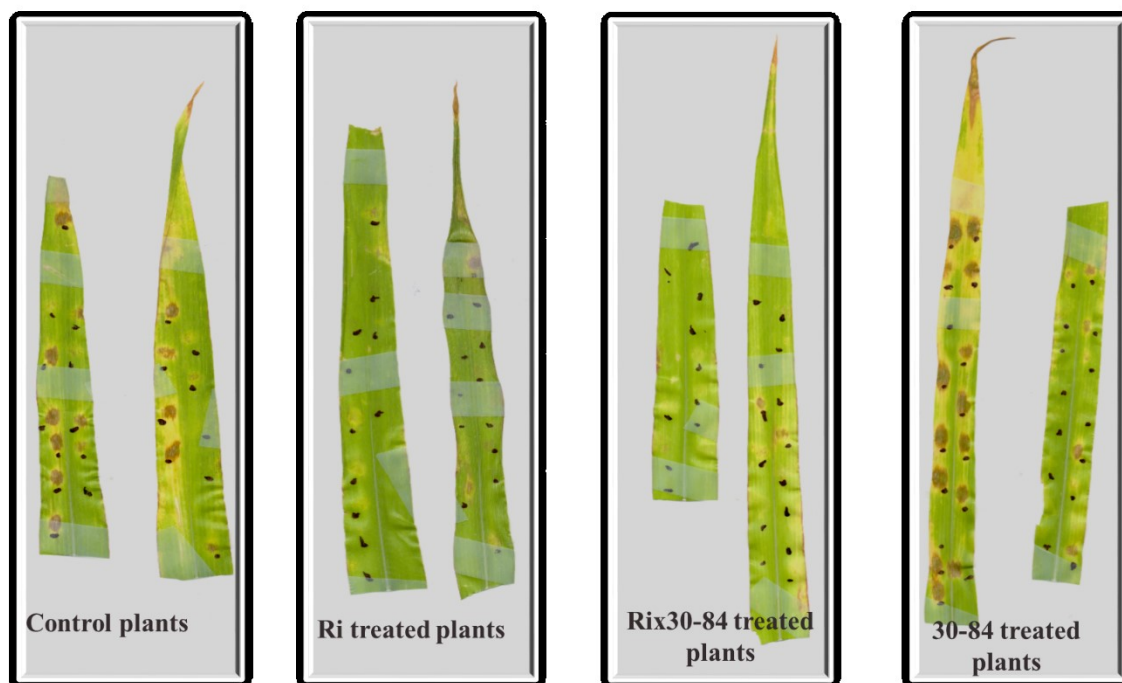 Control plants
Ri treated plants
Rix30-84 treated
plants
30-84 treated
plants